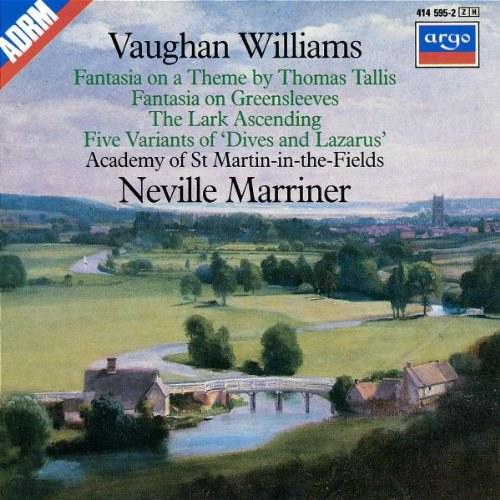 ADRM
414 595-2 Z H
argo
Vaughan Williams
Fantasia on a Theme by Thomas Tallis
Fantasia on Greensleeves
The Lark Ascending
Five Variants of ‘Dives and Lazarus’
Academy of St Martin-in-the-Fields
Neville Marriner